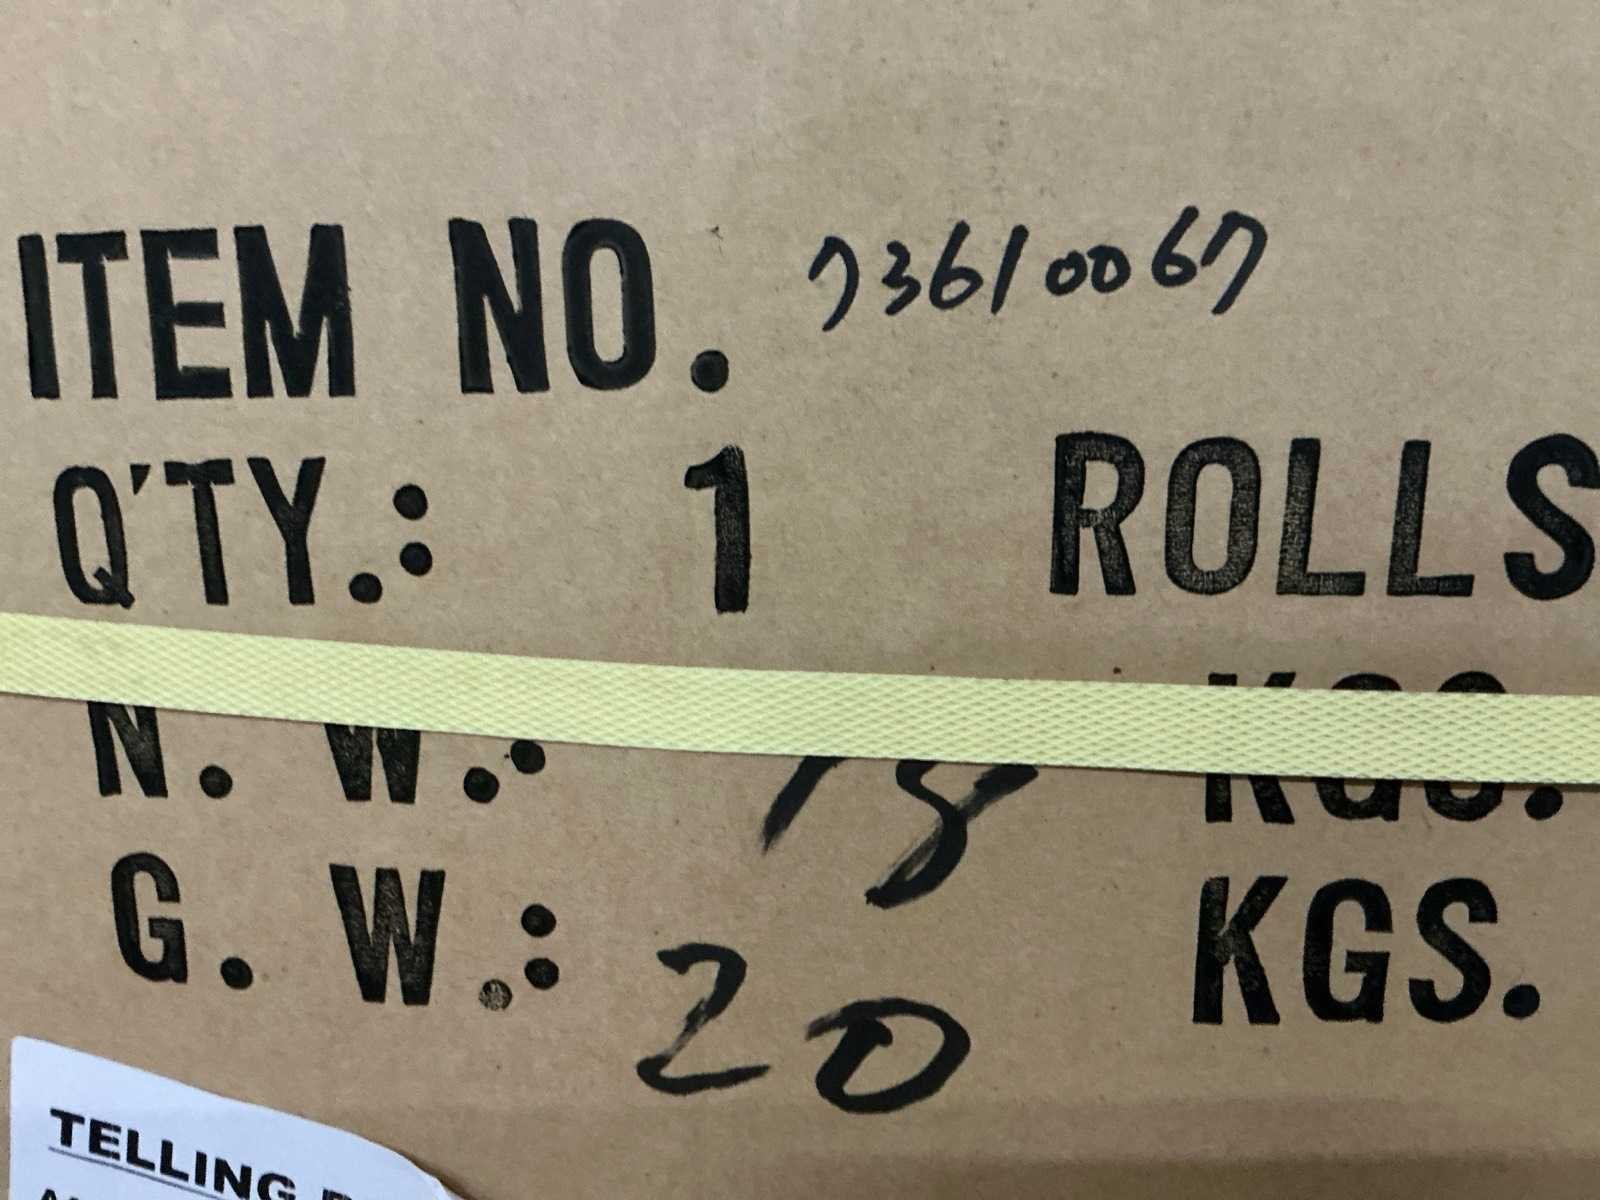 ITEM NO. 73610067
Q'TY.: 1 ROLLS
N. W.: 18 KGS.
G. W.: 20 KGS.
TELLING